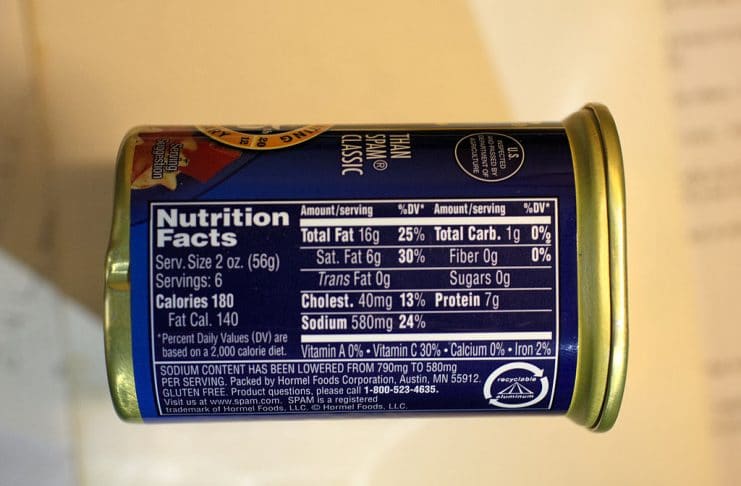 THAN
SPAM®
CLASSIC
U.S.
INSPECTED
AND PASSED BY
DEPARTMENT OF
AGRICULTURE
Serving
Suggestion
Nutrition
Facts
Serv. Size 2 oz. (56g)
Servings: 6
Calories 180
Fat Cal. 140
*Percent Daily Values (DV) are
based on a 2,000 calorie diet.
Amount/serving %DV* Amount/serving %DV*
Total Fat 16g 25% Total Carb. 1g 0%
Sat. Fat 6g 30% Fiber 0g 0%
Trans Fat 0g Sugars 0g
Cholest. 40mg 13% Protein 7g
Sodium 580mg 24%
Vitamin A 0% • Vitamin C 30% • Calcium 0% • Iron 2%
SODIUM CONTENT HAS BEEN LOWERED FROM 790mg TO 580mg
PER SERVING. Packed by Hormel Foods Corporation, Austin, MN 55912.
GLUTEN FREE. Product questions, please call 1-800-523-4635.
Visit us at www.spam.com. SPAM is a registered
trademark of Hormel Foods, LLC. © Hormel Foods, LLC.
recyclable
aluminum